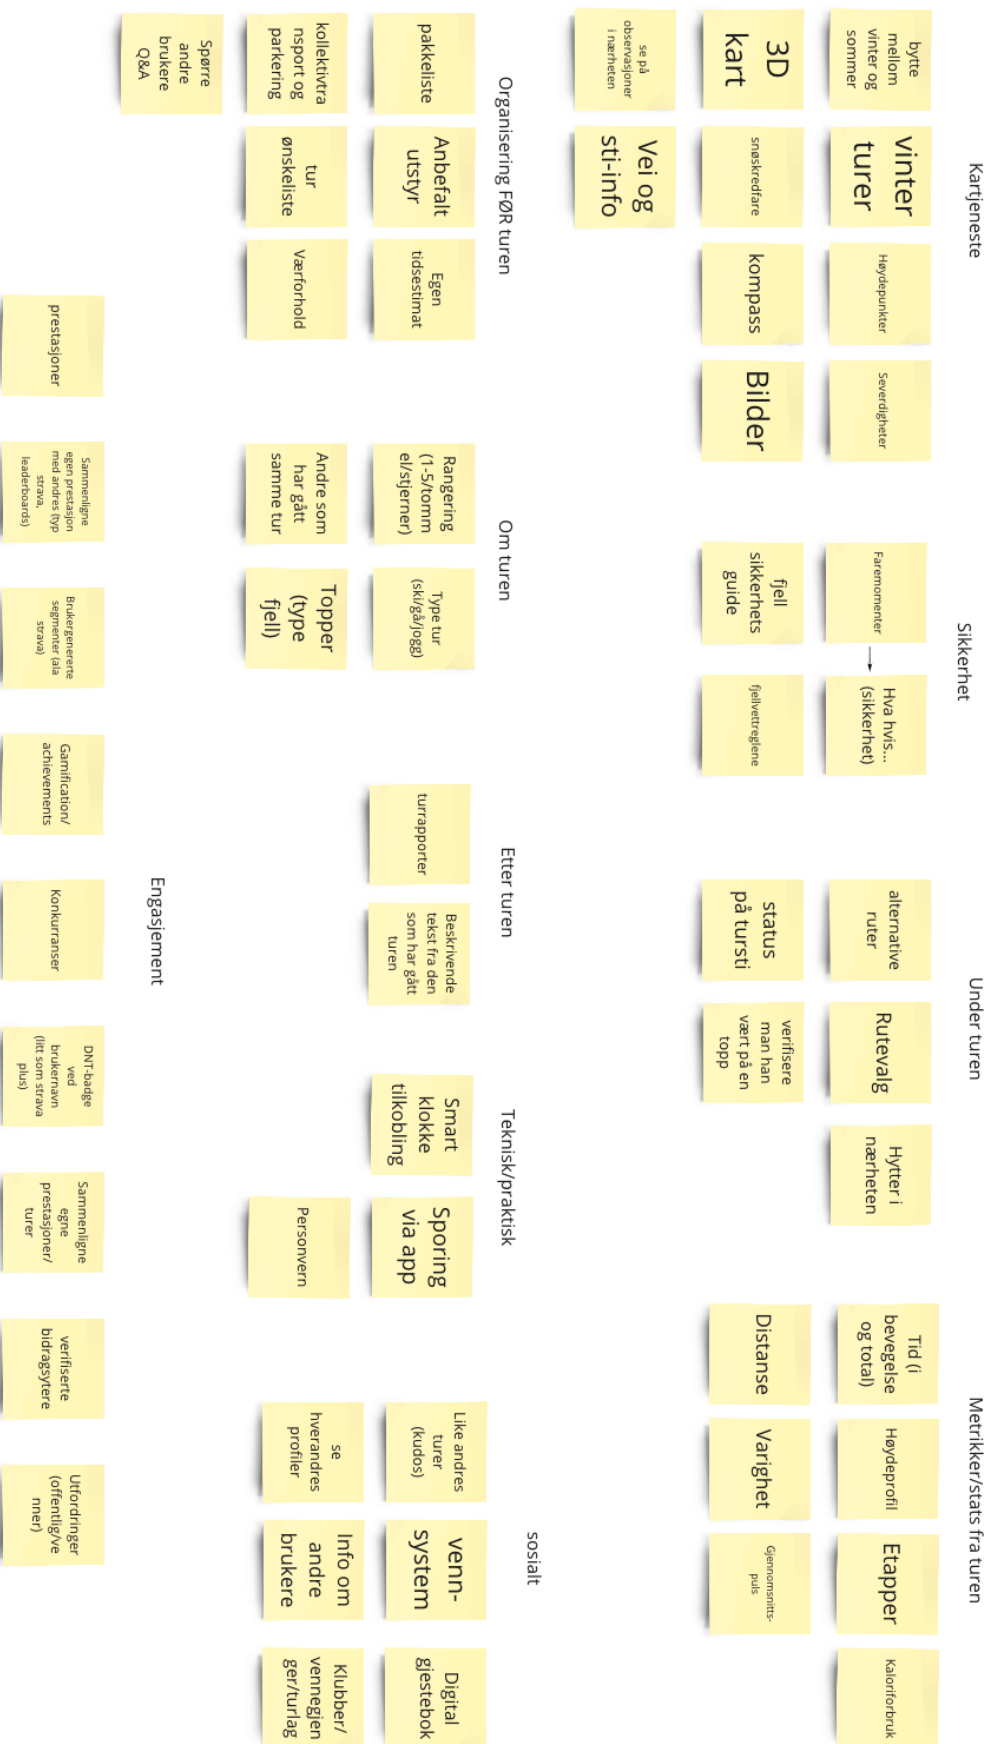 Kartjeneste
bytte
mellom
vinter og
sommer
vinter
turer
Høydepunkter
Severdigheter
3D
kart
snøskredfare
kompass
Bilder
se på
observasjoner
i nærheten
Vei og
sti-info
Sikkerhet
Faremomenter
Hva hvis...
(sikkerhet)
fjell
sikkerhets
guide
fjellvettreglene
Under turen
alternative
ruter
Rutevalg
Hytter i
nærheten
status
på tursti
verifisere
man han
vært på en
topp
Metrikker/stats fra turen
Tid (i
bevegelse
og total)
Høydeprofil
Etapper
Kaloriforbruk
Distanse
Varighet
Gjennomsnitts-
puls
Organisering FØR turen
pakkeliste
Anbefalt
utstyr
Egen
tidsestimat
kollektivtra
nsport og
parkering
tur
ønskeliste
Værforhold
Spørre
andre
brukere
Q&A
Om turen
Rangering
(1-5/tomm
el/stjerner)
Type tur
(ski/gå/jogg)
Andre som
har gått
samme tur
Topper
(type
fjell)
Etter turen
turrapporter
Beskrivende
tekst fra den
som har gått
turen
Teknisk/praktisk
Smart
klokke
tilkobling
Sporing
via app
Personvern
sosialt
Like andres
turer
(kudos)
venn-
system
Digital
gjestebok
se
hverandres
profiler
Info om
andre
brukere
Klubber/
vennegjen
ger/turlag
Engasjement
prestasjoner
Sammenligne
egen prestasjon
med andres (typ
strava,
leaderboards)
Brukergenererte
segmenter (ala
strava)
Gamification/
achievements
Konkurranser
DNT-badge
ved
brukernavn
(litt som strava
plus)
Sammenligne
egne
prestasjoner/
turer
verifiserte
bidragsytere
Utfordringer
(offentlig/ve
nner)